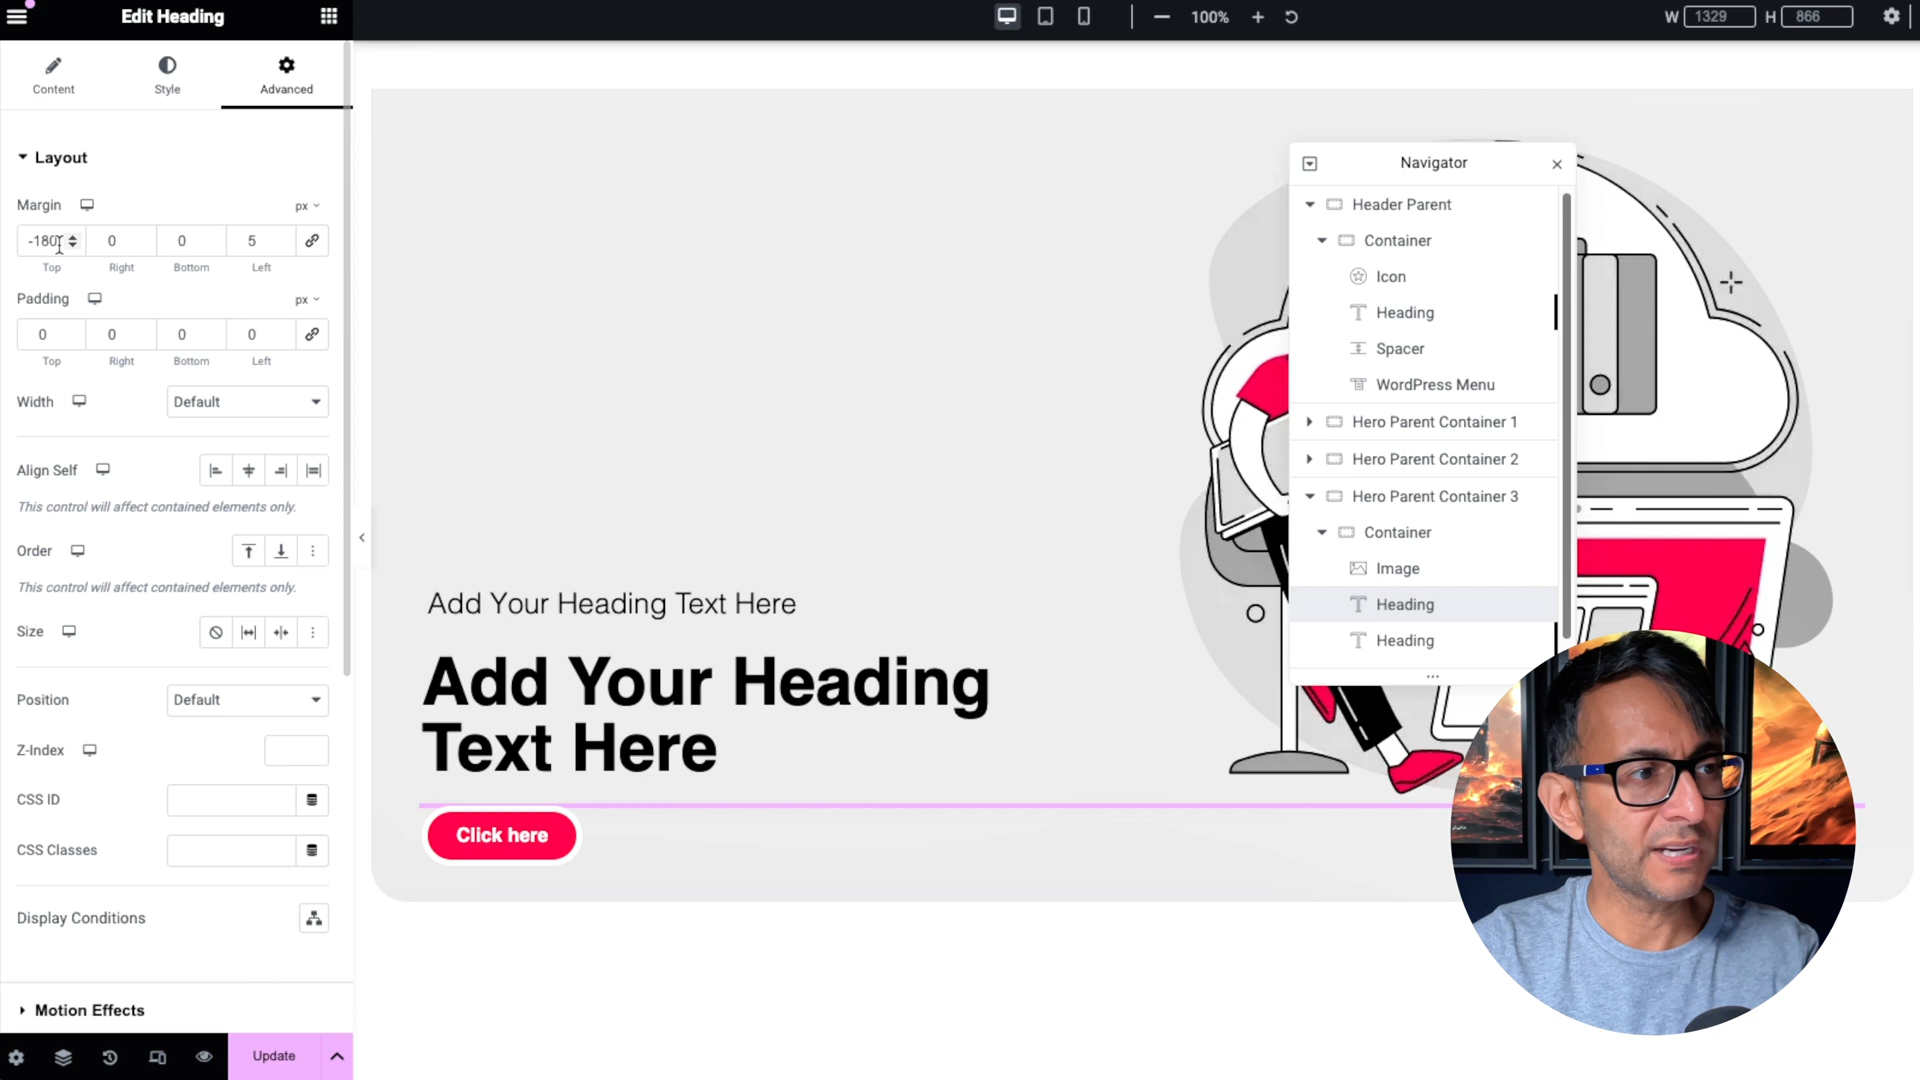 Edit Heading
100%
W 1329 H 866
Content Style Advanced
Layout
Margin px
-180 0 0 5
Top Right Bottom Left
Padding px
0 0 0 0
Top Right Bottom Left
Width Default
Align Self
This control will affect contained elements only.
Order
This control will affect contained elements only.
Size
Position Default
Z-Index
CSS ID
CSS Classes
Display Conditions
Motion Effects
Update
Navigator
Header Parent
Container
Icon
Heading
Spacer
WordPress Menu
Hero Parent Container 1
Hero Parent Container 2
Hero Parent Container 3
Container
Image
Heading
Heading
Add Your Heading Text Here
Add Your Heading
Text Here
Click here